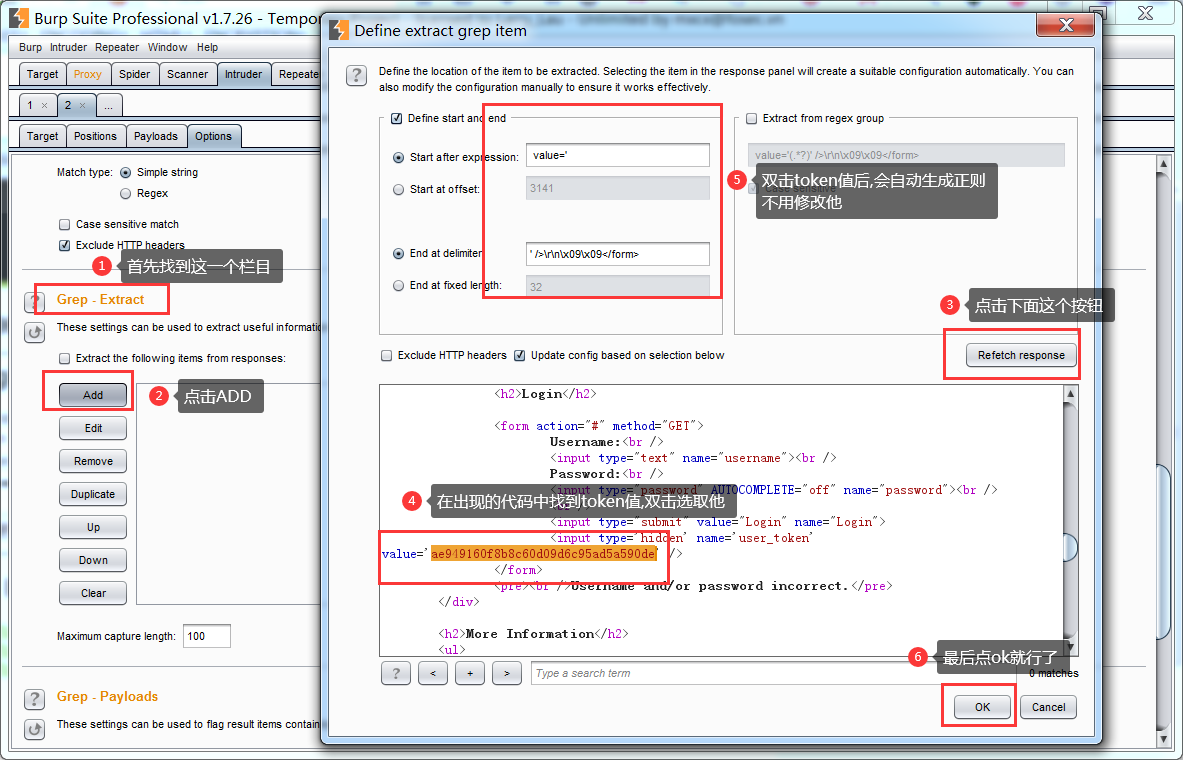 Burp Suite Professional v1.7.26 - Tempor
Burp Intruder Repeater Window Help
Target Proxy Spider Scanner Intruder Repeate
1 × 2 × ...
Target Positions Payloads Options
Match type: Simple string
Regex
Case sensitive match
Exclude HTTP headers
1 首先找到这一个栏目
? Grep - Extract
These settings can be used to extract useful informatio
Extract the following items from responses:
Add
2 点击ADD
Edit
Remove
Duplicate
Up
Down
Clear
Maximum capture length: 100
? Grep - Payloads
These settings can be used to flag result items contain
Define extract grep item
? Define the location of the item to be extracted. Selecting the item in the response panel will create a suitable configuration automatically. You can
also modify the configuration manually to ensure it works effectively.
Define start and end
Start after expression: value='
Start at offset: 3141
End at delimiter: ' />\r\n\x09\x09</form>
End at fixed length: 32
Extract from regex group
value='(.*?)' />\r\n\x09\x09</form>
Case sensitive
5 双击token值后,会自动生成正则
不用修改他
3 点击下面这个按钮
Exclude HTTP headers Update config based on selection below
Refetch response
<h2>Login</h2>
<form action="#" method="GET">
Username:<br />
<input type="text" name="username"><br />
Password:<br />
<input type="password" AUTOCOMPLETE="off" name="password"><br />
4 在出现的代码中找到token值,双击选取他
<input type="submit" value="Login" name="Login">
<input type='hidden' name='user_token'
value='ae949160f8b8c60d09d6c95ad5a590de' />
</form>
<pre><br />Username and/or password incorrect.</pre>
</div>
<h2>More Information</h2>
<ul>
6 最后点ok就行了
? < + > Type a search term
0 matches
OK Cancel